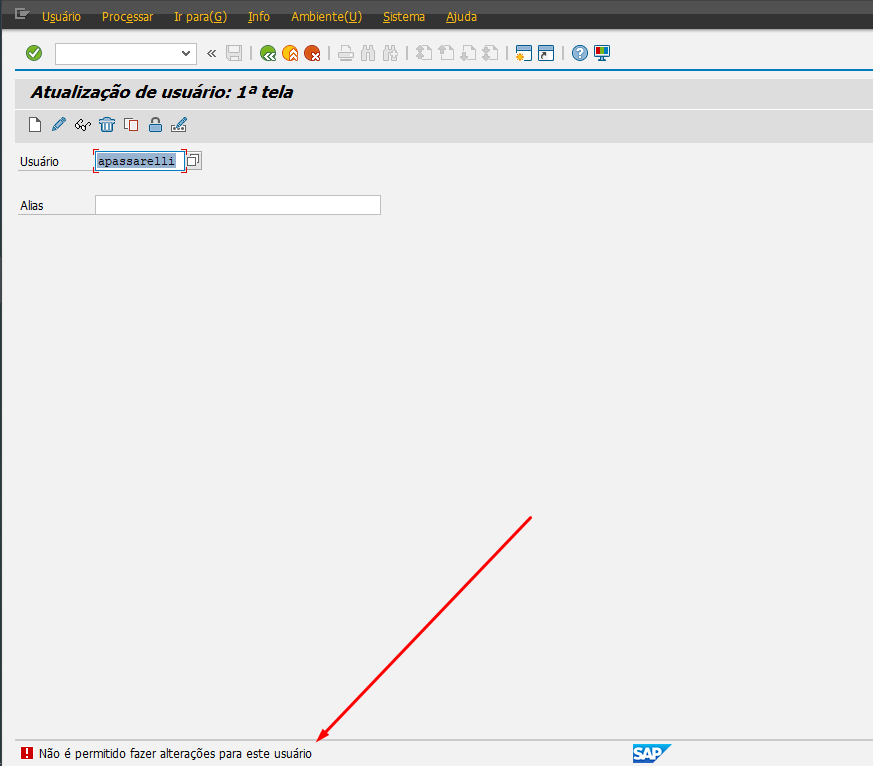 Usuário Processar Ir para(G) Info Ambiente(U) Sistema Ajuda
Atualização de usuário: 1ª tela
Usuário apassarelli
Alias
Não é permitido fazer alterações para este usuário SAP